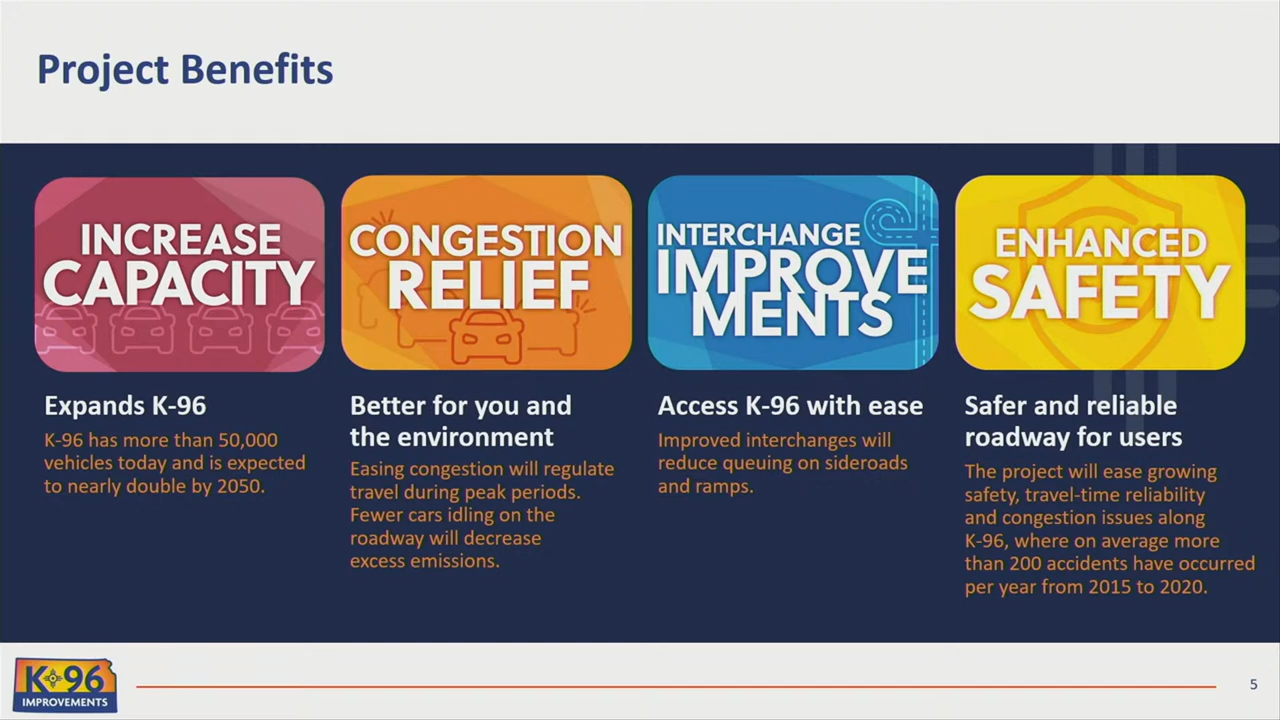 Project Benefits
INCREASE
CAPACITY
Expands K-96
K-96 has more than 50,000
vehicles today and is expected
to nearly double by 2050.
CONGESTION
RELIEF
Better for you and
the environment
Easing congestion will regulate
travel during peak periods.
Fewer cars idling on the
roadway will decrease
excess emissions.
INTERCHANGE
IMPROVE
MENTS
Access K-96 with ease
Improved interchanges will
reduce queuing on sideroads
and ramps.
ENHANCED
SAFETY
Safer and reliable
roadway for users
The project will ease growing
safety, travel-time reliability
and congestion issues along
K-96, where on average more
than 200 accidents have occurred
per year from 2015 to 2020.
K 96
IMPROVEMENTS
5